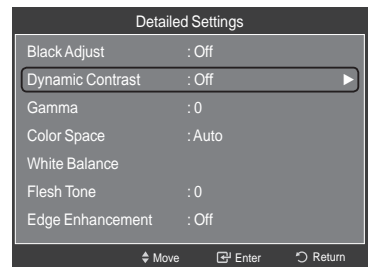 Detailed Settings
Black Adjust : Off
Dynamic Contrast : Off
Gamma : 0
Color Space : Auto
White Balance
Flesh Tone : 0
Edge Enhancement : Off
Move Enter Return